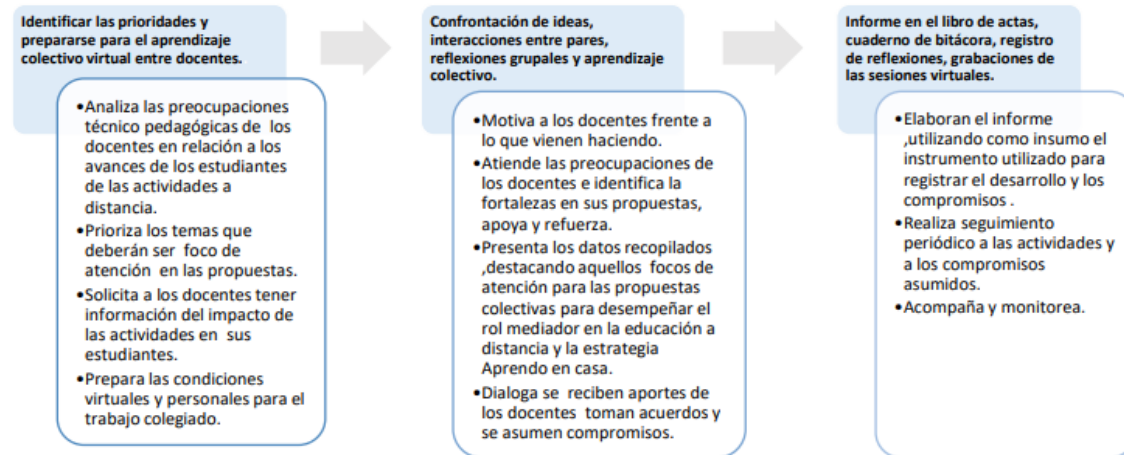 Identificar las prioridades y
prepararse para el aprendizaje
colectivo virtual entre docentes.
•Analiza las preocupaciones
técnico pedagógicas de los
docentes en relación a los
avances de los estudiantes
de las actividades a
distancia.
•Prioriza los temas que
deberán ser foco de
atención en las propuestas.
•Solicita a los docentes tener
información del impacto de
las actividades en sus
estudiantes.
•Prepara las condiciones
virtuales y personales para el
trabajo colegiado.
Confrontación de ideas,
interacciones entre pares,
reflexiones grupales y aprendizaje
colectivo.
•Motiva a los docentes frente a
lo que vienen haciendo.
•Atiende las preocupaciones de
los docentes e identifica la
fortalezas en sus propuestas,
apoya y refuerza.
•Presenta los datos recopilados
,destacando aquellos focos de
atención para las propuestas
colectivas para desempeñar el
rol mediador en la educación a
distancia y la estrategia
Aprendo en casa.
•Dialoga se reciben aportes de
los docentes toman acuerdos y
se asumen compromisos.
Informe en el libro de actas,
cuaderno de bitácora, registro
de reflexiones, grabaciones de
las sesiones virtuales.
•Elaboran el informe
,utilizando como insumo el
instrumento utilizado para
registrar el desarrollo y los
compromisos .
•Realiza seguimiento
periódico a las actividades y
a los compromisos
asumidos.
•Acompaña y monitorea.